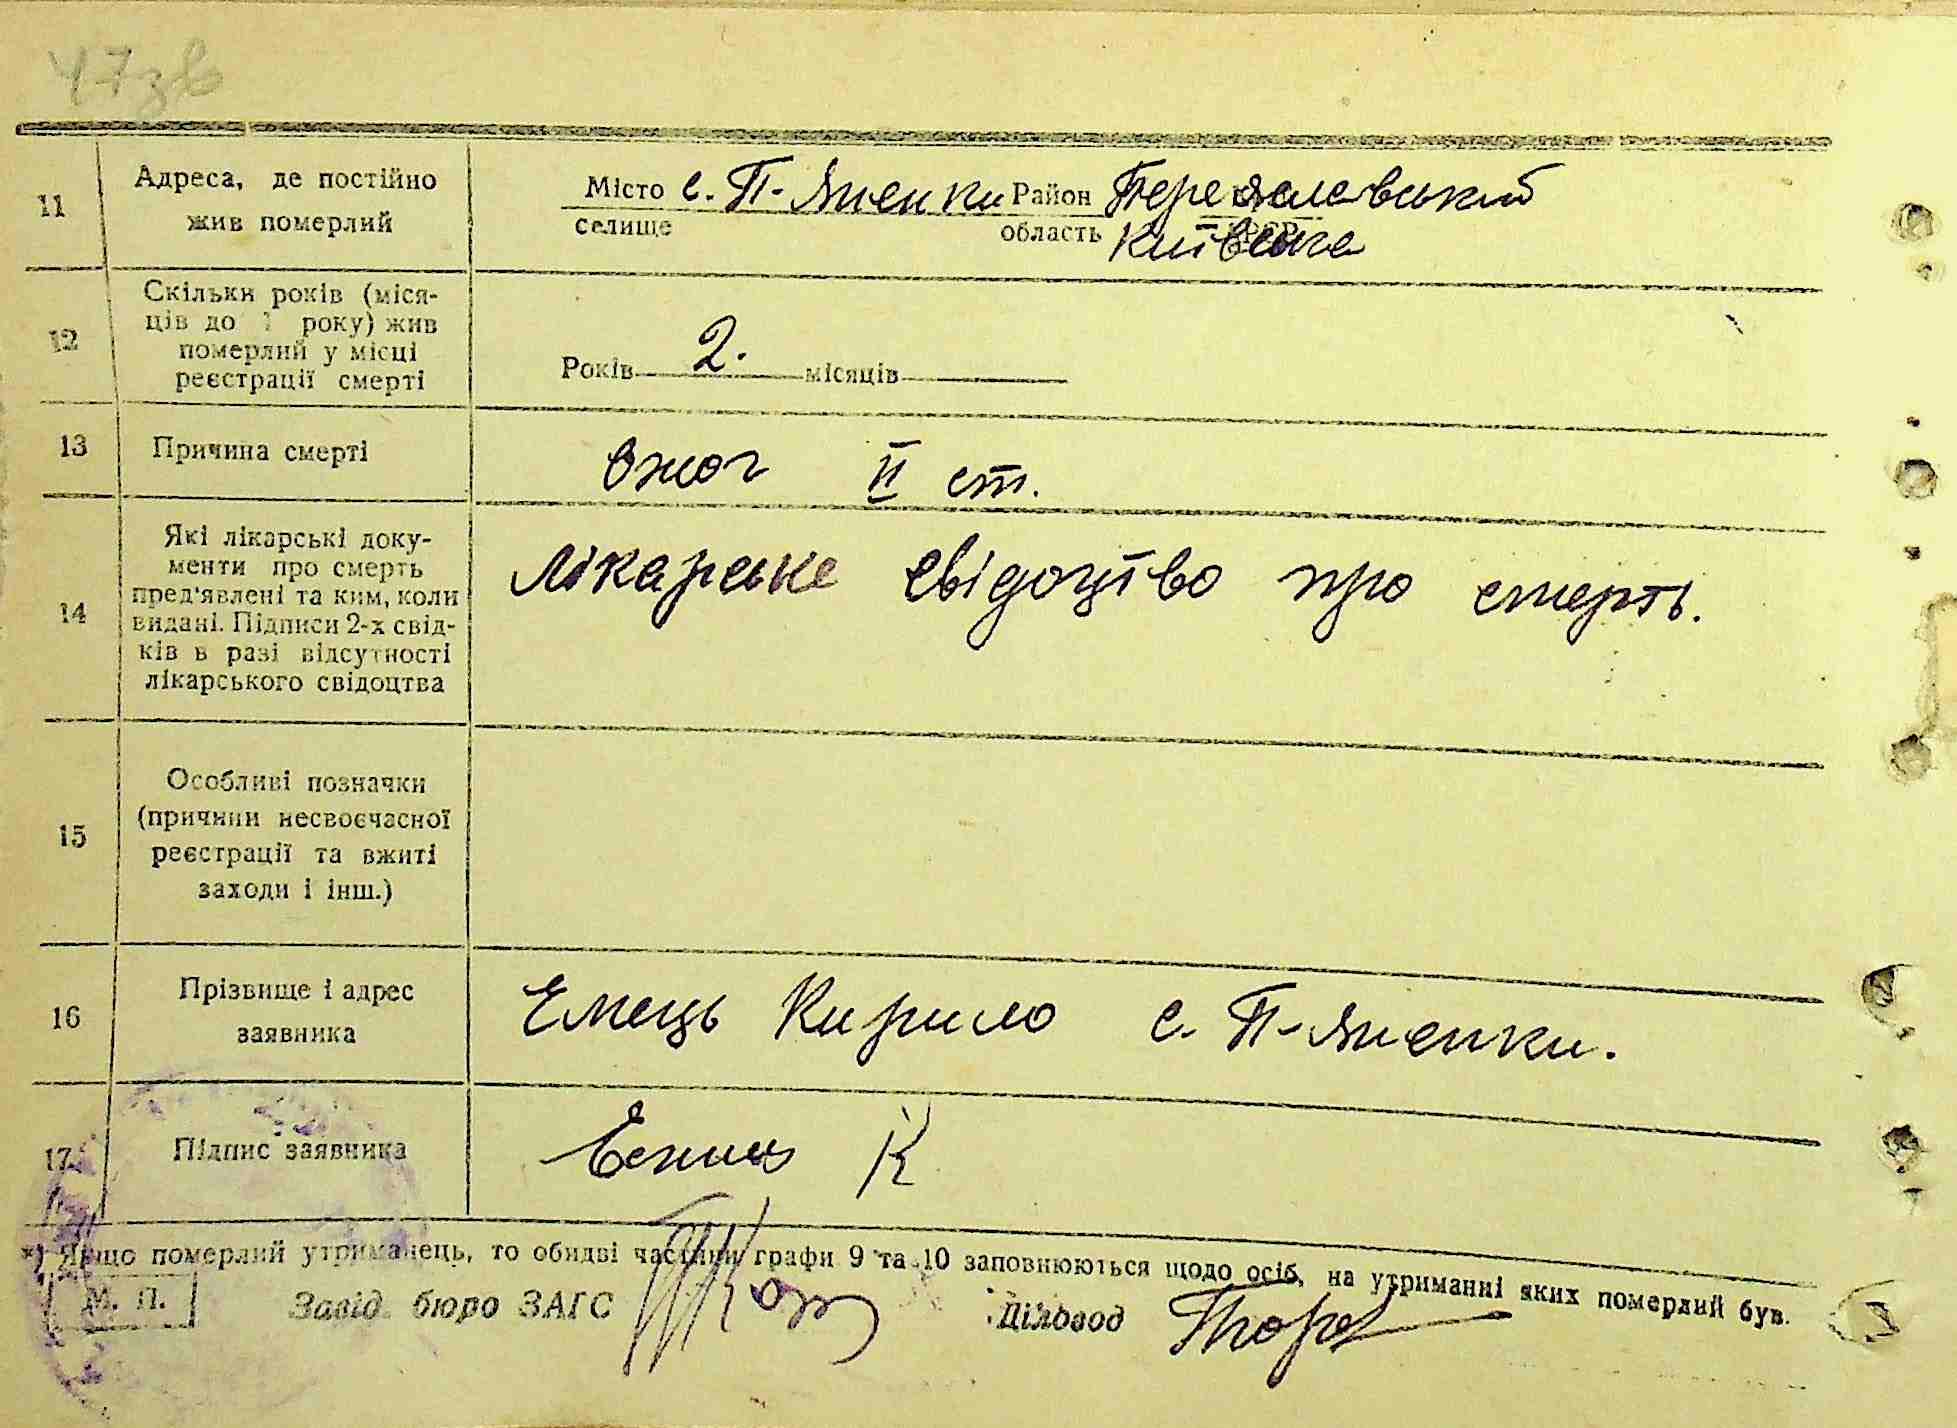 47зв
11 Адреса, де постійно жив померлий
Місто с. П-Яненки Район Переяславський
селище область Київська
12 Скільки років (міся-
ців до 1 року) жив
померлий у місці
реєстрації смерті
Років 2. місяців
13 Причина смерті
ожог ІІ ст.
14 Які лікарські доку-
менти про смерть
пред'явлені та ким, коли
видані. Підписи 2-х свід-
ків в разі відсутності
лікарського свідоцтва
Лікарське свідоцтво про смерть.
15 Особливі позначки
(причини несвоєчасної
реєстрації та вжиті
заходи і інш.)
16 Прізвище і адрес
заявника
Ємець Кирило с. П-Яненки.
17 Підпис заявника
К
*) Якщо померлий утриманець, то обидві частини графи 9 та 10 заповнюються щодо осіб, на утриманні яких померлий був.
М. П. Завід. бюро ЗАГС Діловод